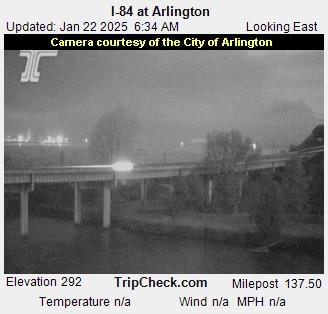 I-84 at Arlington
Updated: Jan 22 2025 6:34 AM Looking East
Camera courtesy of the City of Arlington
Elevation 292 TripCheck.com Milepost 137.50
Temperature n/a Wind n/a MPH n/a